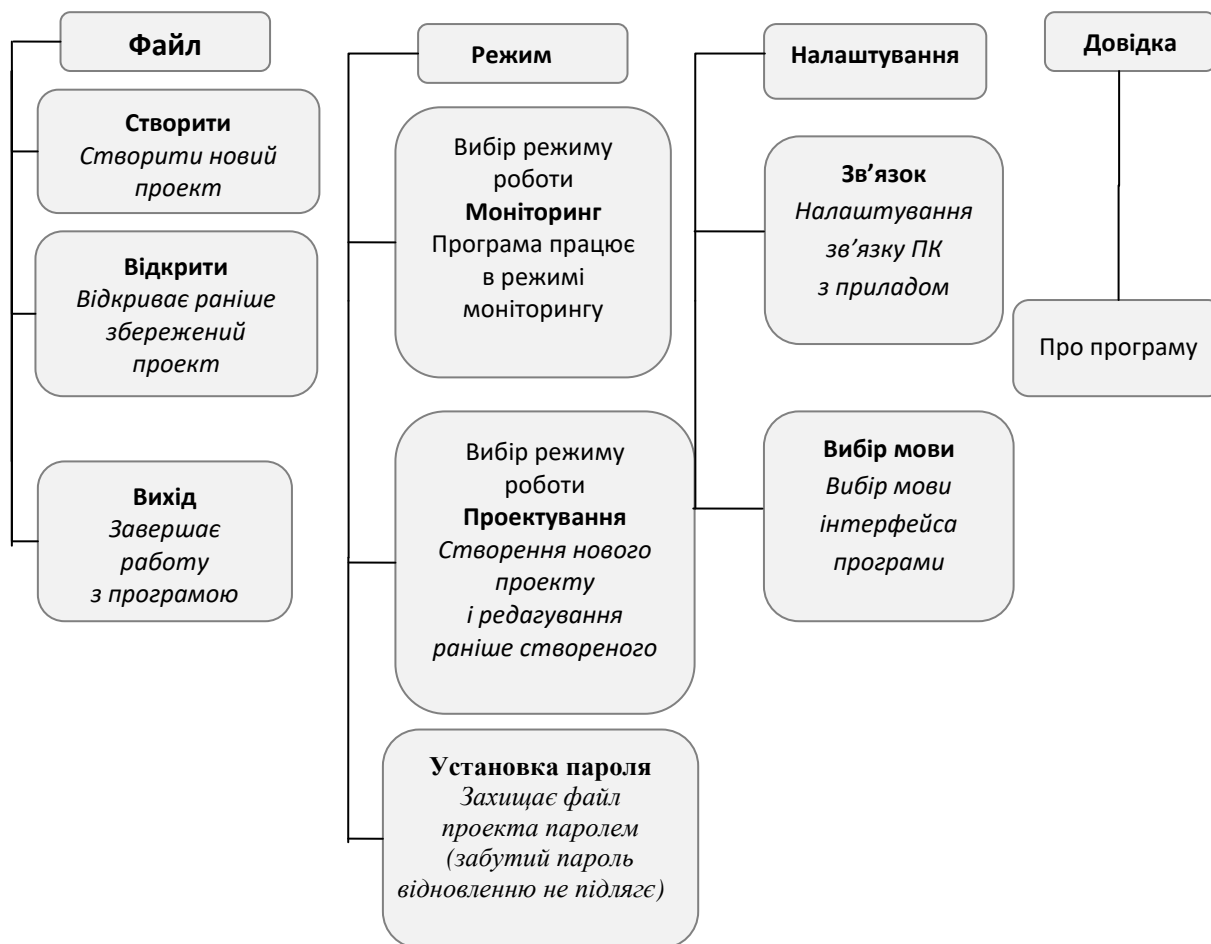 Файл
Створити
Створити новий
проект
Відкрити
Відкриває раніше
збережений
проект
Вихід
Завершає
работу
з програмою
Режим
Вибір режиму
роботи
Моніторинг
Програма працює
в режимі
моніторингу
Вибір режиму
роботи
Проектування
Створення нового
проекту
і редагування
раніше створеного
Установка пароля
Захищає файл
проекта паролем
(забутий пароль
відновленню не підлягє)
Налаштування
Зв’язок
Налаштування
зв’язку ПК
з приладом
Вибір мови
Вибір мови
інтерфейса
програми
Довідка
Про програму